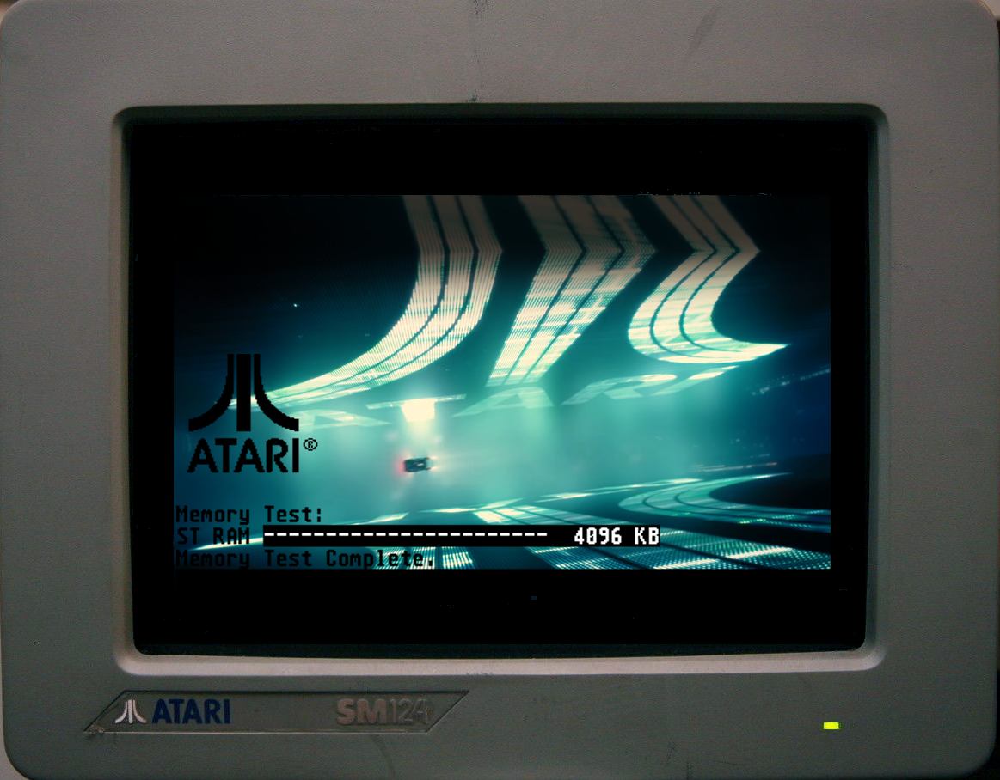 ATARI®
Memory Test:
ST RAM 4096 KB
Memory Test Complete.
ATARI SM124